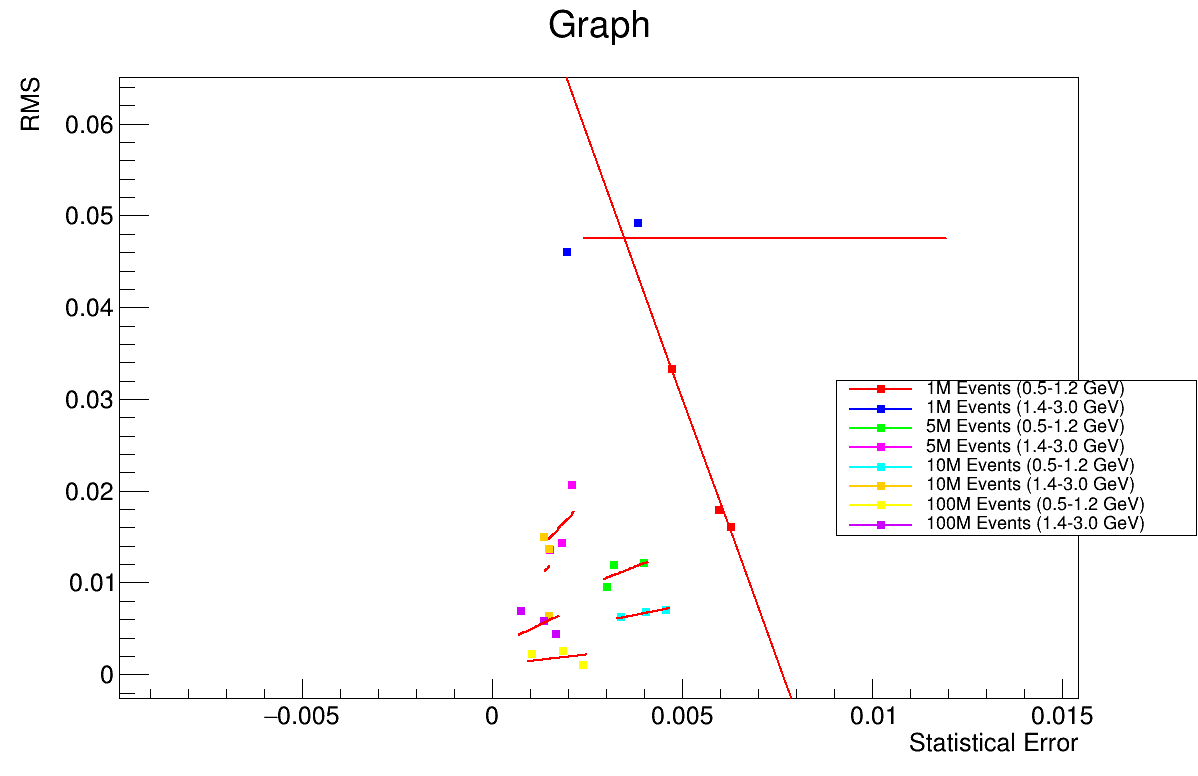 Graph
RMS
0.06
0.05
0.04
0.03
0.02
0.01
0
−0.005
0
0.005
0.01
0.015
Statistical Error
1M Events (0.5-1.2 GeV)
1M Events (1.4-3.0 GeV)
5M Events (0.5-1.2 GeV)
5M Events (1.4-3.0 GeV)
10M Events (0.5-1.2 GeV)
10M Events (1.4-3.0 GeV)
100M Events (0.5-1.2 GeV)
100M Events (1.4-3.0 GeV)